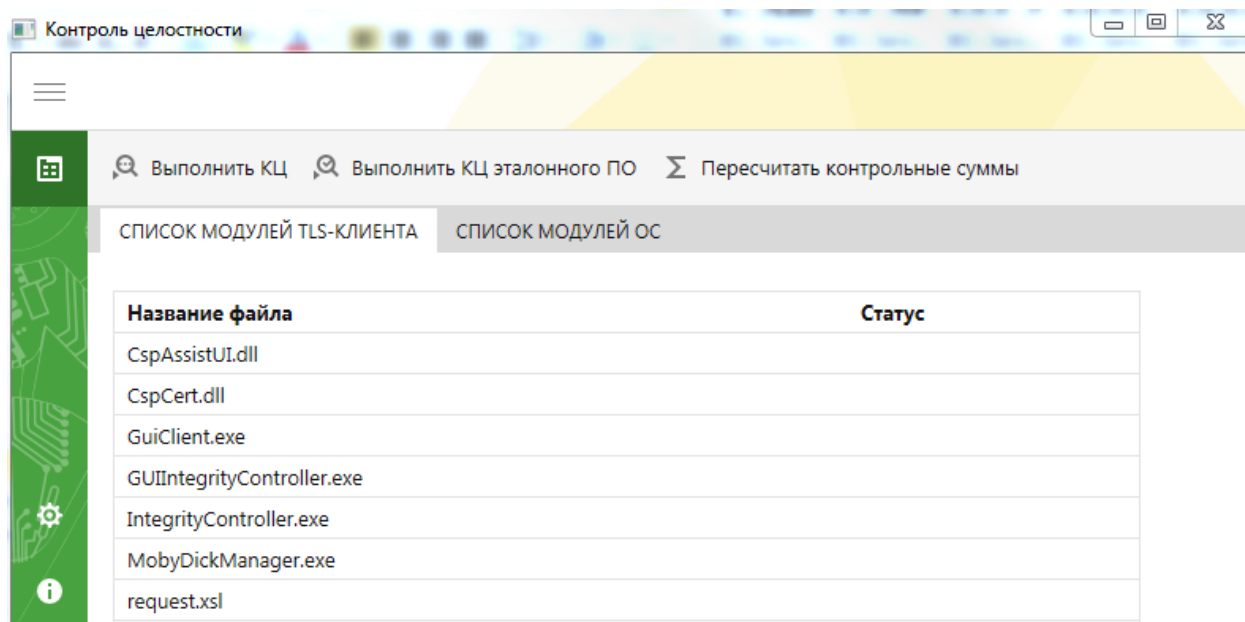 Контроль целостности
Выполнить КЦ Выполнить КЦ эталонного ПО Пересчитать контрольные суммы
СПИСОК МОДУЛЕЙ TLS-КЛИЕНТА СПИСОК МОДУЛЕЙ ОС
Название файла Статус
CspAssistUI.dll
CspCert.dll
GuiClient.exe
GUIIntegrityController.exe
IntegrityController.exe
MobyDickManager.exe
request.xsl